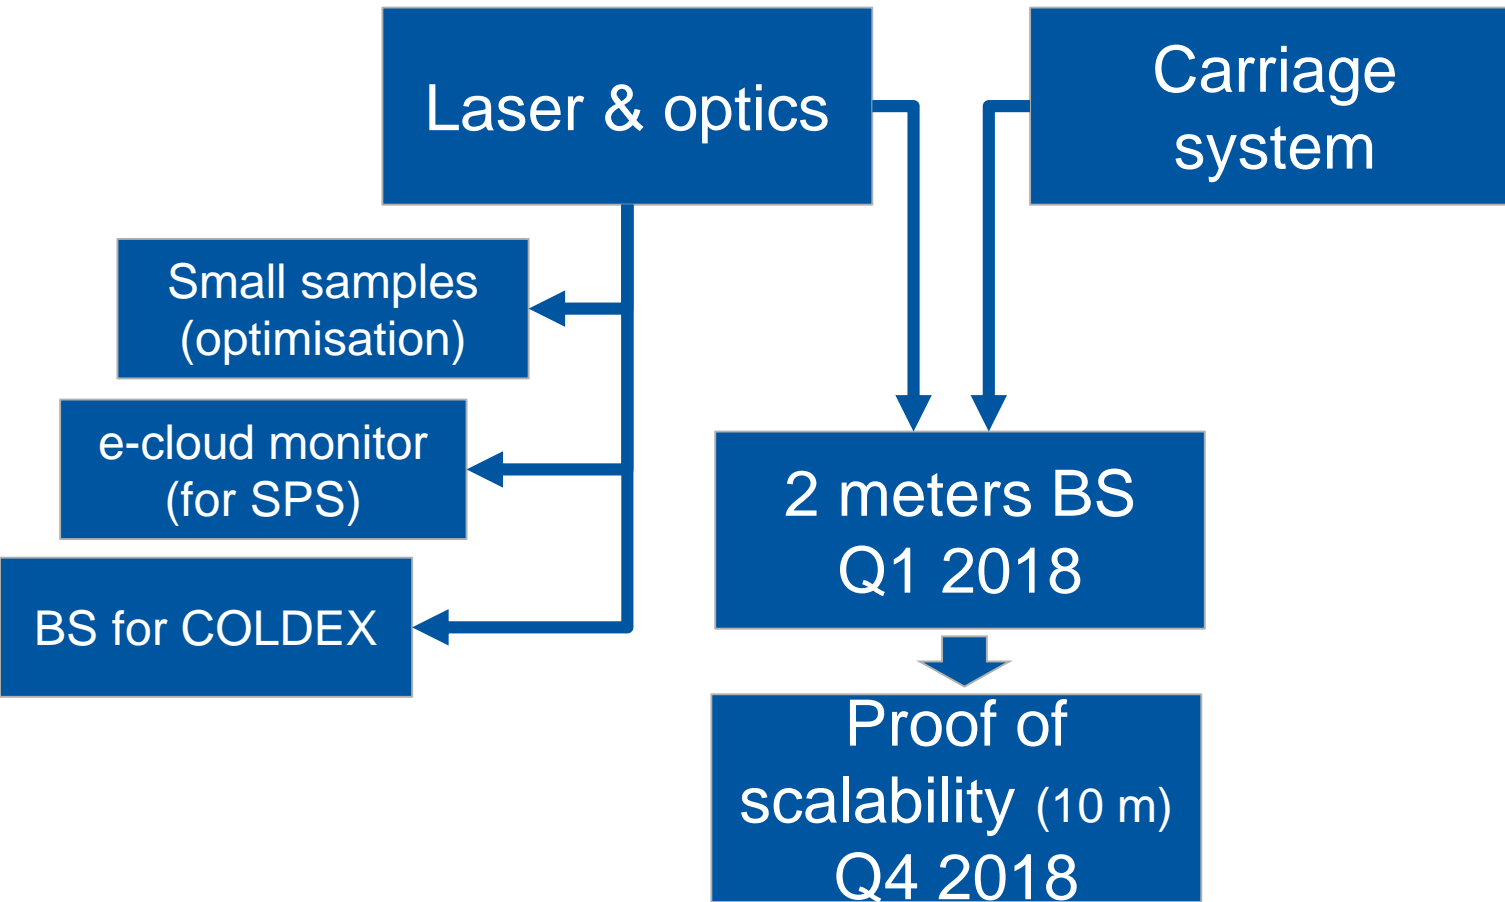 Laser & optics
Carriage
system
Small samples
(optimisation)
e-cloud monitor
(for SPS)
BS for COLDEX
2 meters BS
Q1 2018
Proof of
scalability (10 m)
Q4 2018